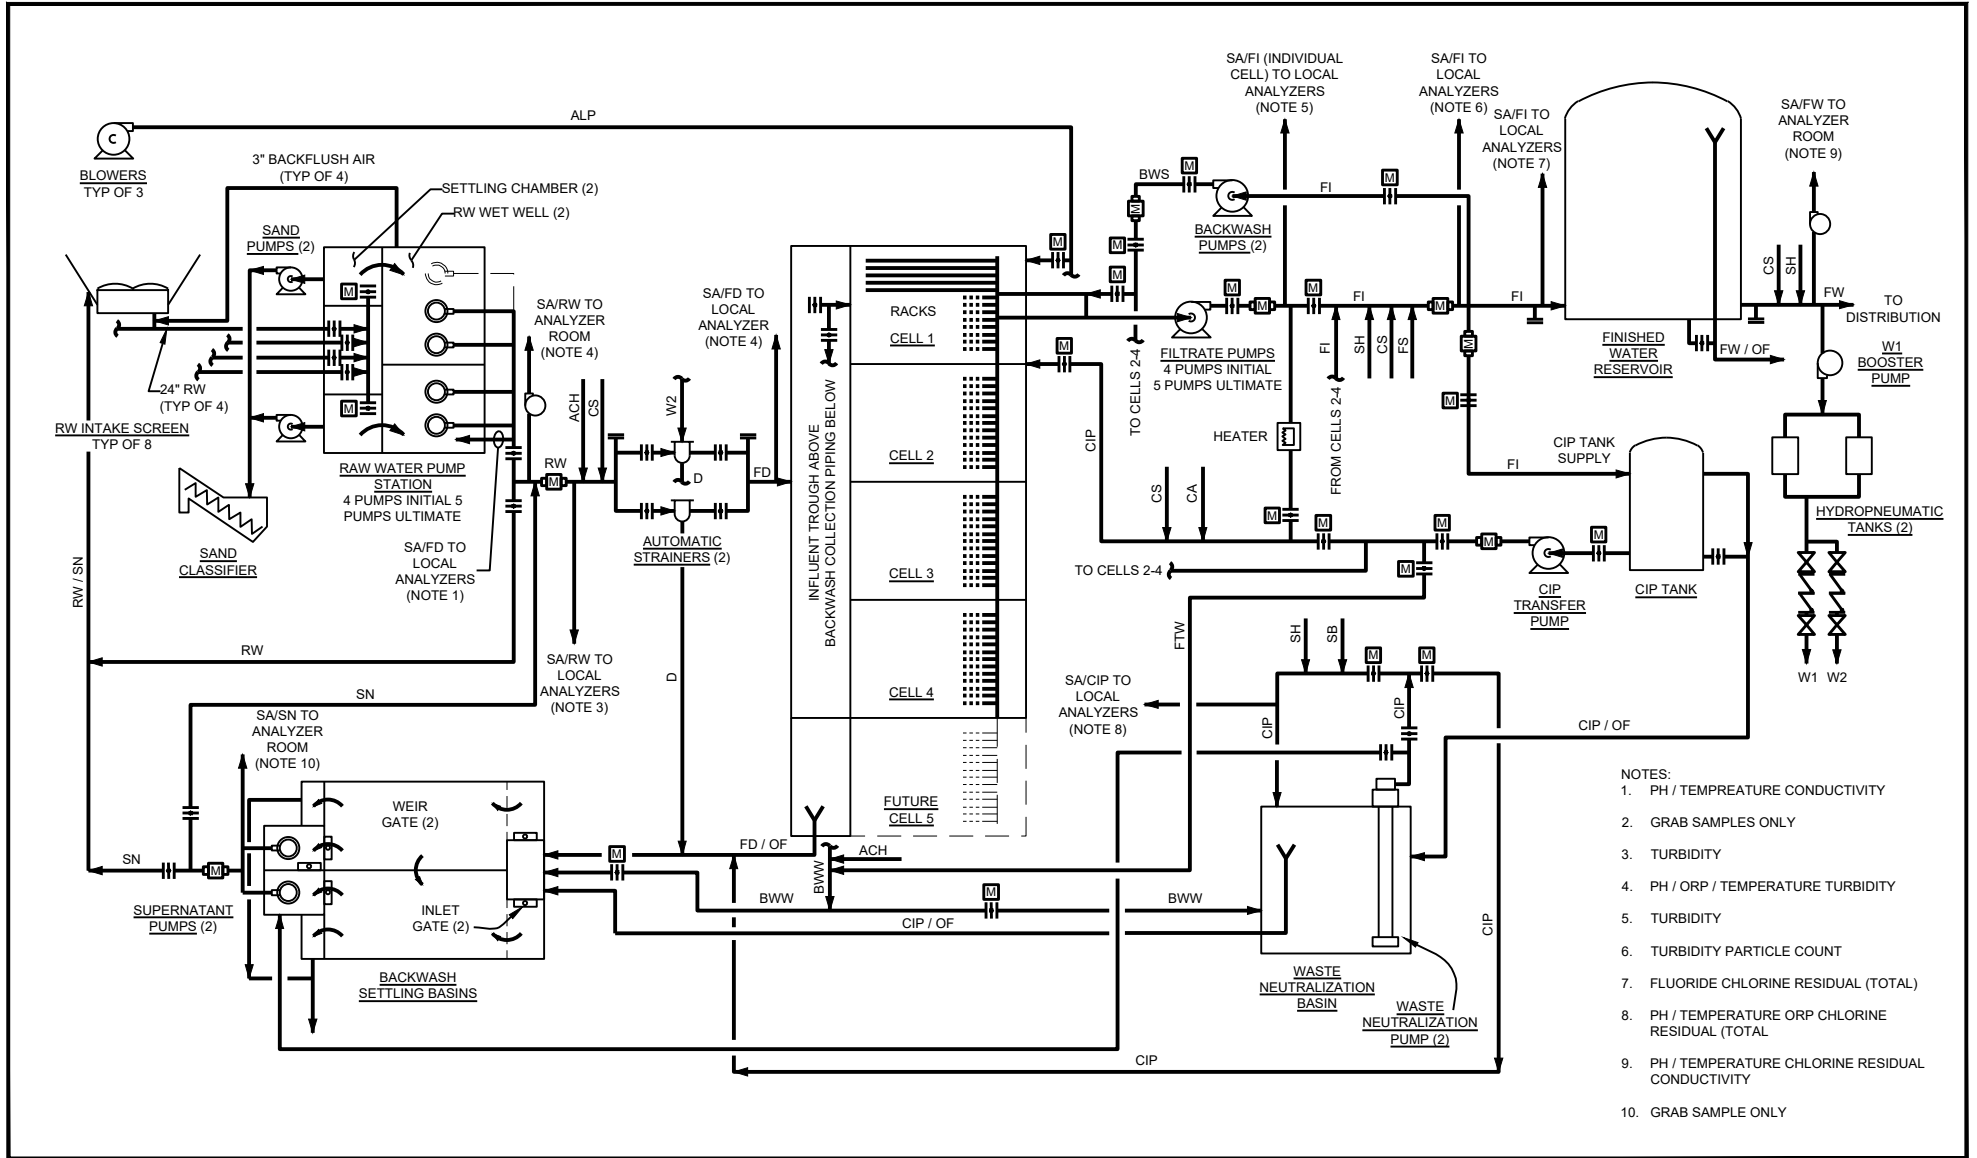 ALP
C
BLOWERS
TYP OF 3
3" BACKFLUSH AIR
(TYP OF 4)
SETTLING CHAMBER (2)
RW WET WELL (2)
SAND
PUMPS (2)
M
M
24" RW
(TYP OF 4)
RW INTAKE SCREEN
TYP OF 8
RAW WATER PUMP
STATION
4 PUMPS INITIAL 5
PUMPS ULTIMATE
SAND
CLASSIFIER
SA/FD TO
LOCAL
ANALYZERS
(NOTE 1)
RW / SN
RW
SN
SA/RW TO
ANALYZER
ROOM
(NOTE 4)
ACH
CS
RW
M
SA/RW TO
LOCAL
ANALYZERS
(NOTE 3)
W2
D
AUTOMATIC
STRAINERS (2)
D
FD
SA/FD TO
LOCAL
ANALYZER
(NOTE 4)
INFLUENT TROUGH ABOVE
BACKWASH COLLECTION PIPING BELOW
RACKS
CELL 1
CELL 2
CELL 3
CELL 4
FUTURE
CELL 5
M
M
M
M
M
BWS
M
BACKWASH
PUMPS (2)
FI
M
TO CELLS 2-4
CIP
SA/FI (INDIVIDUAL
CELL) TO LOCAL
ANALYZERS
(NOTE 5)
SA/FI TO
LOCAL
ANALYZERS
(NOTE 6)
SA/FI TO
LOCAL
ANALYZERS
(NOTE 7)
M
M
M
FI
M
FI
FILTRATE PUMPS
4 PUMPS INITIAL
5 PUMPS ULTIMATE
FI
SH
CS
FS
FROM CELLS 2-4
HEATER
M
M
FINISHED
WATER
RESERVOIR
FW / OF
SA/FW TO
ANALYZER
ROOM
(NOTE 9)
CS
SH
FW
TO
DISTRIBUTION
W1
BOOSTER
PUMP
HYDROPNEUMATIC
TANKS (2)
W1
W2
CIP TANK
SUPPLY
FI
CIP TANK
CS
CA
M
M
M
M
M
M
TO CELLS 2-4
CIP
TRANSFER
PUMP
FTW
SH
SB
M
M
SA/CIP TO
LOCAL
ANALYZERS
(NOTE 8)
CIP
CIP
CIP
CIP / OF
SA/SN TO
ANALYZER
ROOM
(NOTE 10)
SN
M
SUPERNATANT
PUMPS (2)
WEIR
GATE (2)
INLET
GATE (2)
BACKWASH
SETTLING BASINS
FD / OF
M
BWW
ACH
BWW
M
BWW
CIP / OF
CIP
WASTE
NEUTRALIZATION
BASIN
WASTE
NEUTRALIZATION
PUMP (2)
NOTES:
1. PH / TEMPREATURE CONDUCTIVITY
2. GRAB SAMPLES ONLY
3. TURBIDITY
4. PH / ORP / TEMPERATURE TURBIDITY
5. TURBIDITY
6. TURBIDITY PARTICLE COUNT
7. FLUORIDE CHLORINE RESIDUAL (TOTAL)
8. PH / TEMPERATURE ORP CHLORINE
RESIDUAL (TOTAL
9. PH / TEMPERATURE CHLORINE RESIDUAL
CONDUCTIVITY
10. GRAB SAMPLE ONLY